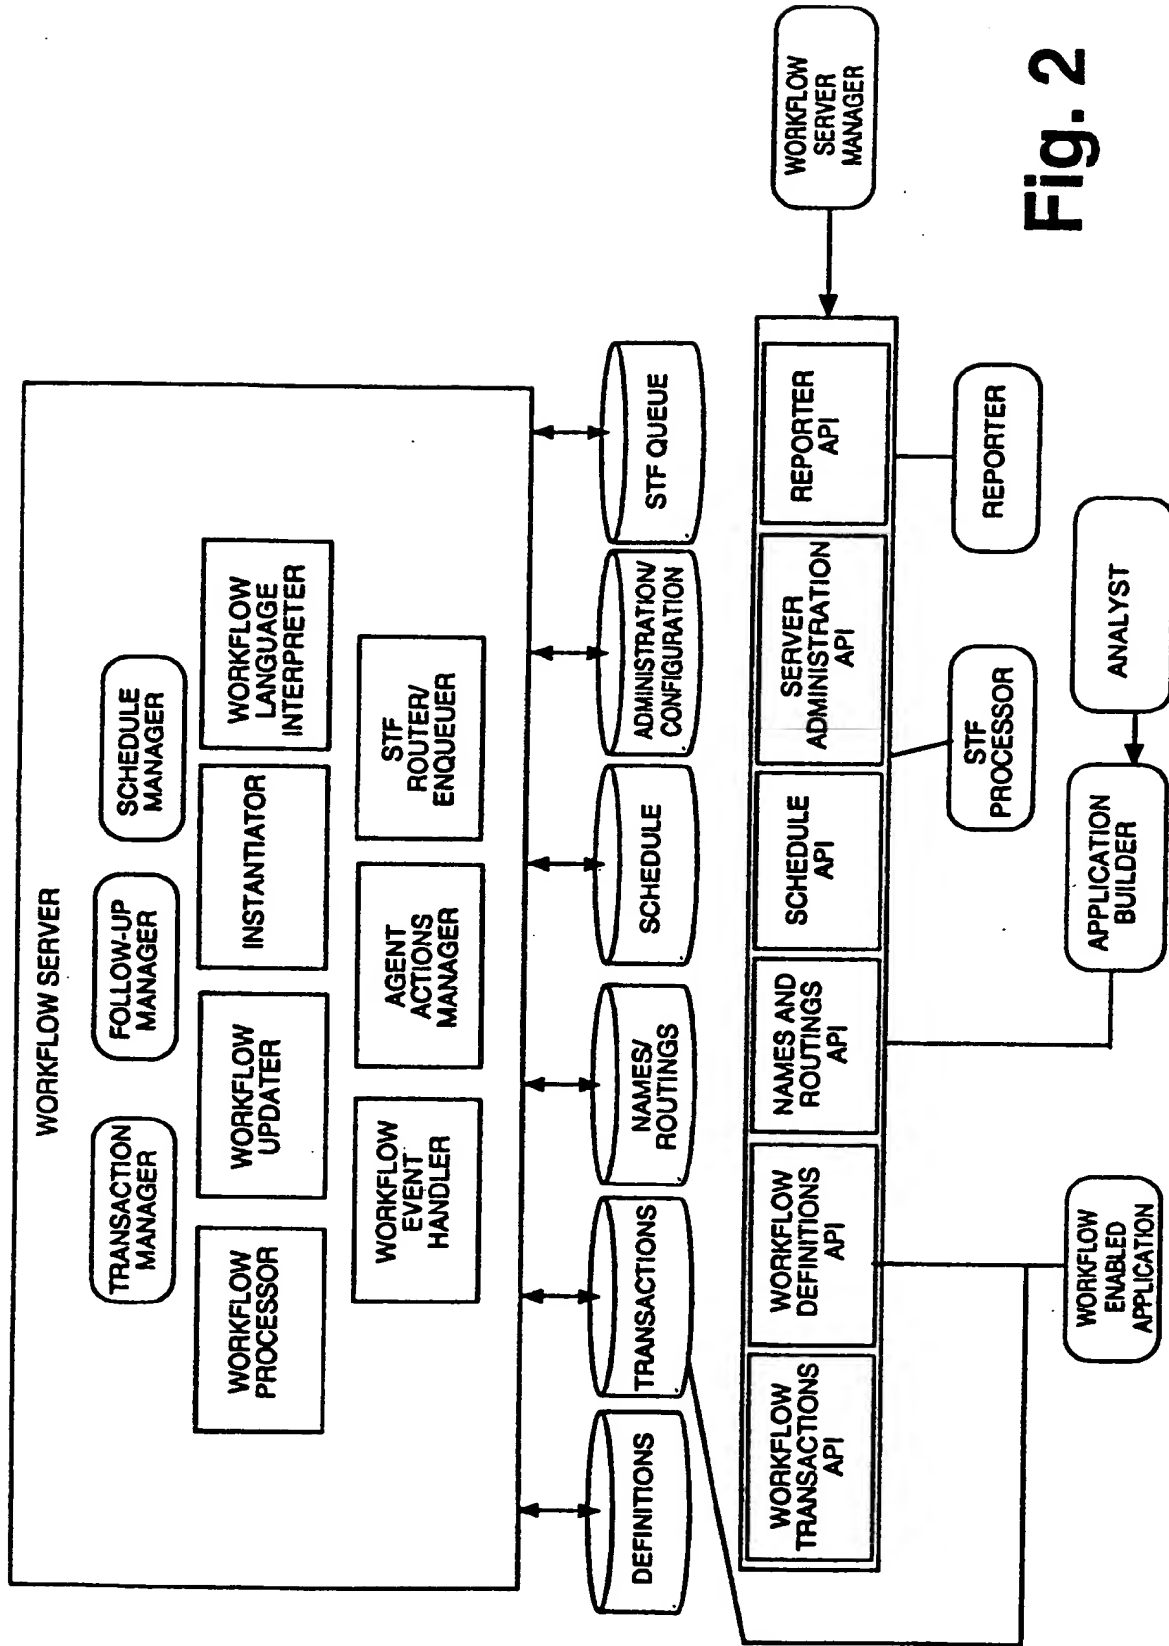 WORKFLOW SERVER
TRANSACTION
MANAGER
FOLLOW-UP
MANAGER
SCHEDULE
MANAGER
WORKFLOW
PROCESSOR
WORKFLOW
UPDATER
INSTANTIATOR
WORKFLOW
LANGUAGE
INTERPRETER
WORKFLOW
EVENT
HANDLER
AGENT
ACTIONS
MANAGER
STF
ROUTER/
ENQUEUER
DEFINITIONS
TRANSACTIONS
NAMES/
ROUTINGS
SCHEDULE
ADMINISTRATION/
CONFIGURATION
STF QUEUE
WORKFLOW
TRANSACTIONS
API
WORKFLOW
DEFINITIONS
API
NAMES AND
ROUTINGS
API
SCHEDULE
API
SERVER
ADMINISTRATION
API
REPORTER
API
WORKFLOW
SERVER
MANAGER
STF
PROCESSOR
REPORTER
WORKFLOW
ENABLED
APPLICATION
APPLICATION
BUILDER
ANALYST
Fig. 2